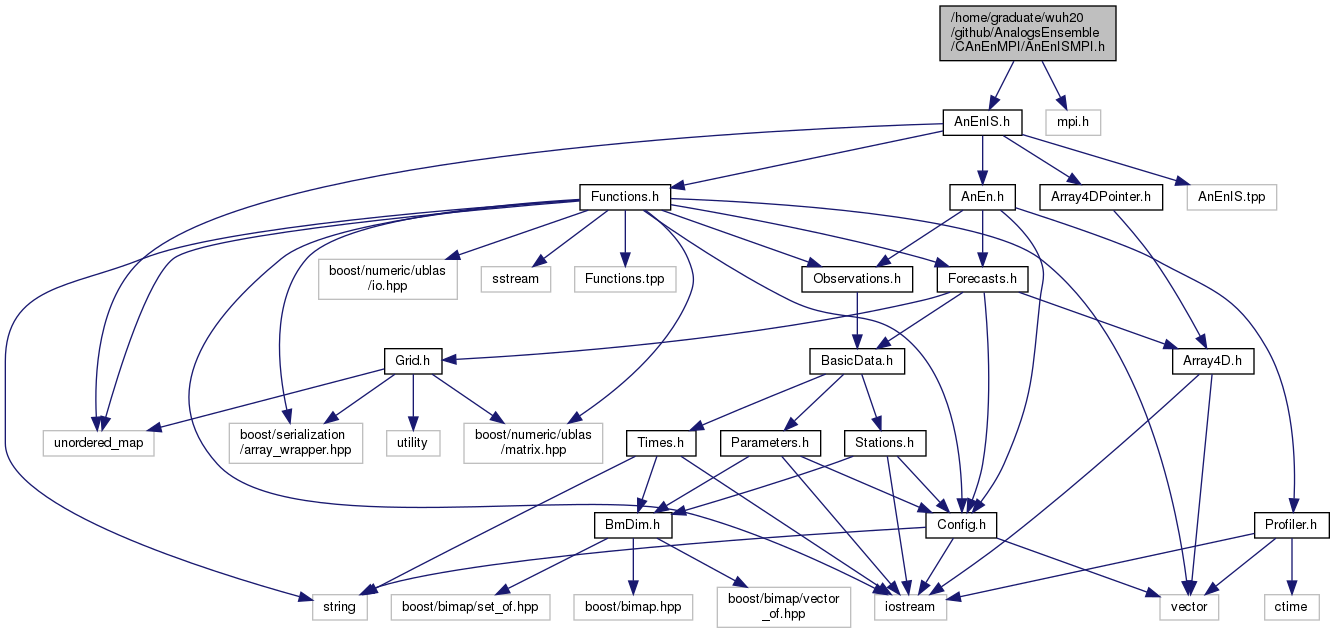 /home/graduate/wuh20
/github/AnalogsEnsemble
/CAnEnMPI/AnEnISMPI.h
AnEnIS.h
mpi.h
Functions.h
AnEn.h
Array4DPointer.h
AnEnIS.tpp
boost/numeric/ublas
/io.hpp
sstream
Functions.tpp
Observations.h
Forecasts.h
Grid.h
BasicData.h
Array4D.h
unordered_map
boost/serialization
/array_wrapper.hpp
utility
boost/numeric/ublas
/matrix.hpp
Times.h
Parameters.h
Stations.h
BmDim.h
Config.h
Profiler.h
string
boost/bimap/set_of.hpp
boost/bimap.hpp
boost/bimap/vector
_of.hpp
iostream
vector
ctime